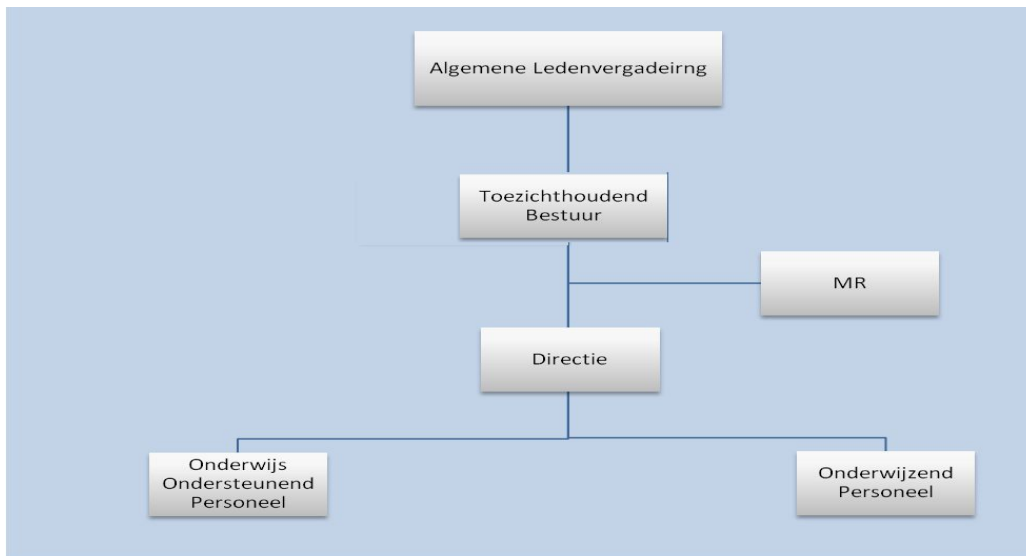 Algemene Ledenvergadeirng
Toezichthoudend
Bestuur
MR
Directie
Onderwijs
Ondersteunend
Personeel
Onderwijzend
Personeel